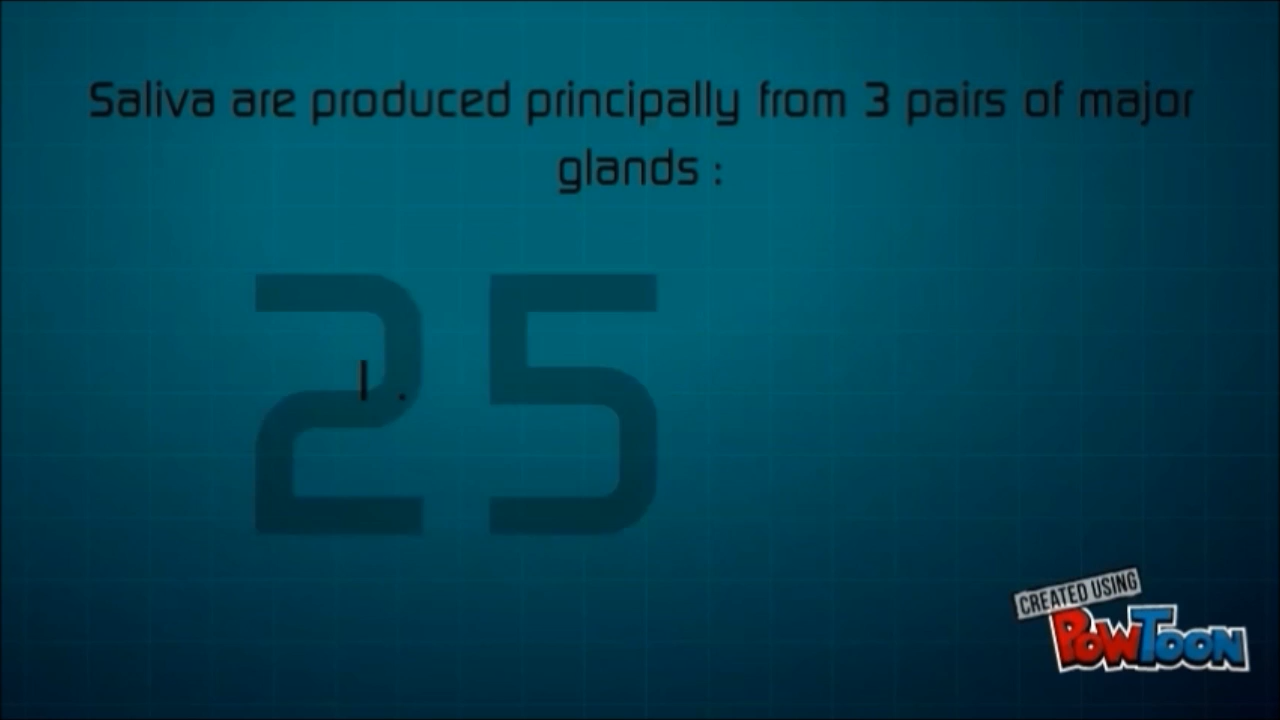 Saliva are produced principally from 3 pairs of major
glands :
25
1 .
CREATED USING
POWTOON